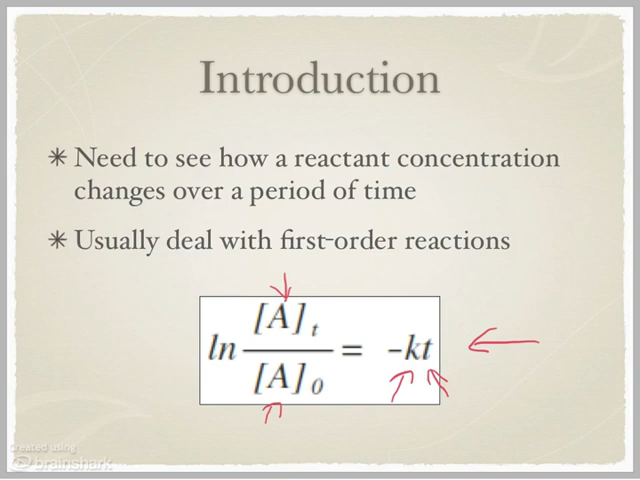 Introduction
Need to see how a reactant concentration
changes over a period of time
Usually deal with first-order reactions
ln [A]t / [A]0 = -kt
created using
brainshark